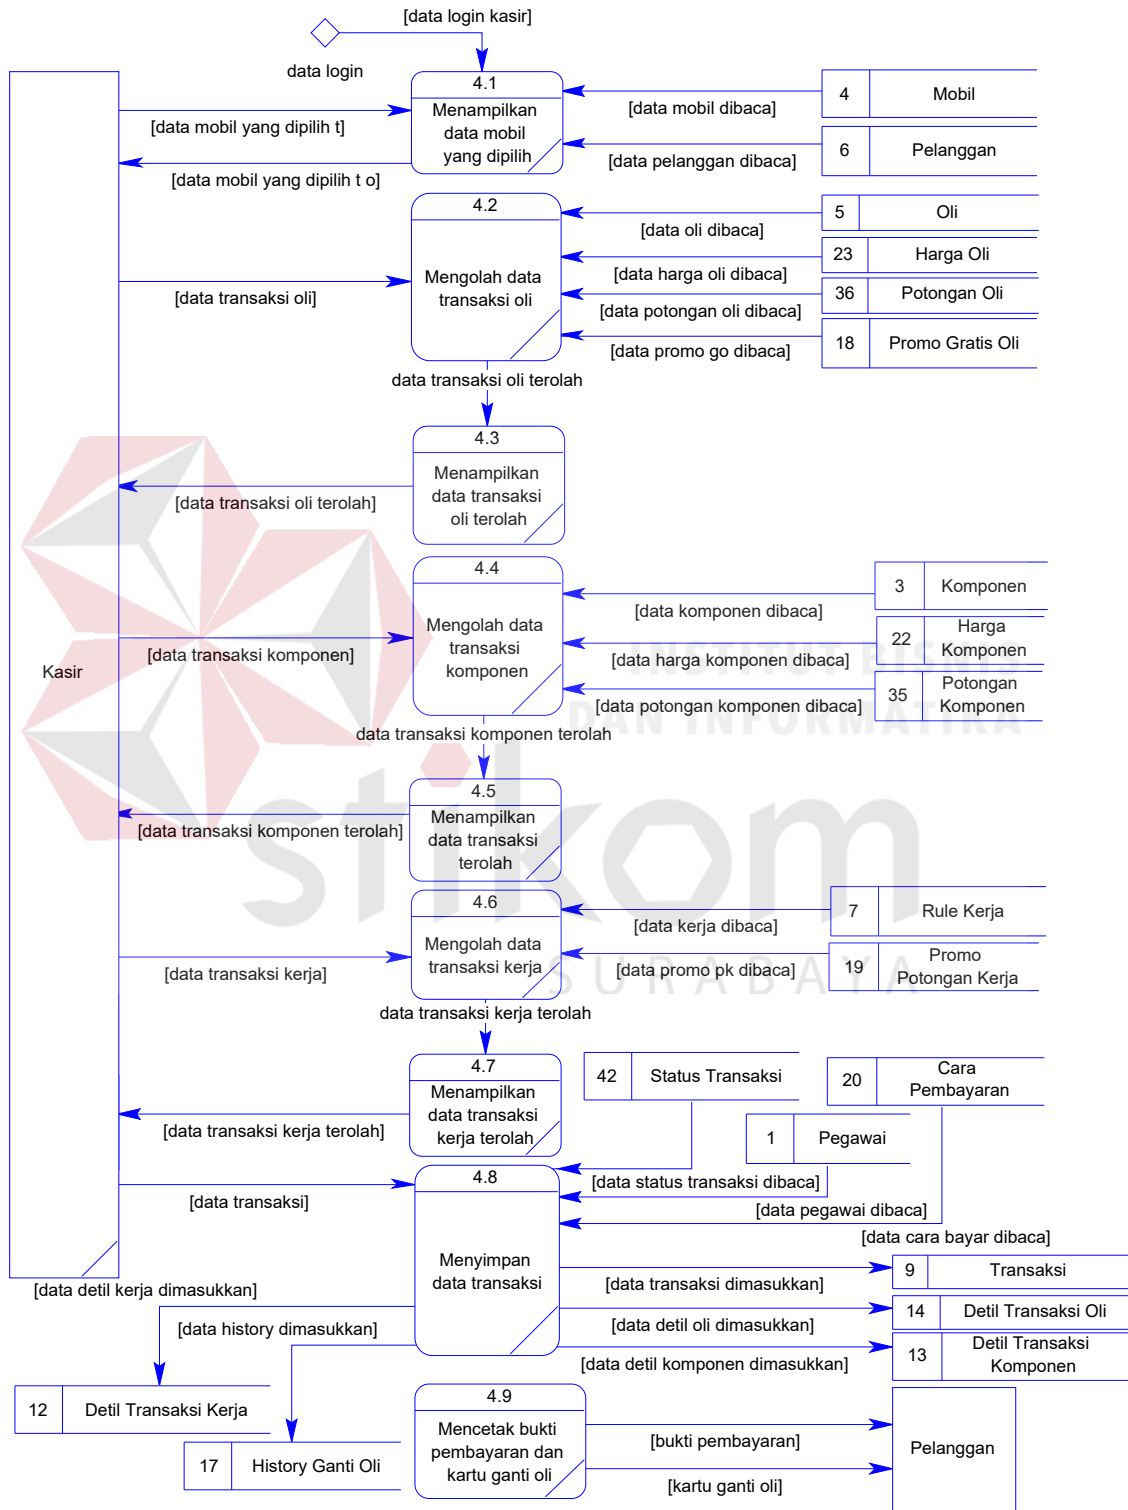 [data login kasir]
data login
4.1
Menampilkan
data mobil
yang dipilih
[data mobil yang dipilih t]
[data mobil yang dipilih t o]
[data mobil dibaca]
4
Mobil
[data pelanggan dibaca]
6
Pelanggan
4.2
Mengolah data
transaksi oli
[data transaksi oli]
[data oli dibaca]
5
Oli
[data harga oli dibaca]
23
Harga Oli
[data potongan oli dibaca]
36
Potongan Oli
[data promo go dibaca]
18
Promo Gratis Oli
data transaksi oli terolah
4.3
Menampilkan
data transaksi
oli terolah
[data transaksi oli terolah]
4.4
Mengolah data
transaksi
komponen
Kasir
[data transaksi komponen]
[data komponen dibaca]
3
Komponen
[data harga komponen dibaca]
22
Harga
Komponen
[data potongan komponen dibaca]
35
Potongan
Komponen
INSTITUT BISNIS
DAN INFORMATIKA
data transaksi komponen terolah
4.5
Menampilkan
data transaksi
terolah
[data transaksi komponen terolah]
stikom
SURABAYA
4.6
Mengolah data
transaksi kerja
[data transaksi kerja]
[data kerja dibaca]
7
Rule Kerja
[data promo pk dibaca]
19
Promo
Potongan Kerja
data transaksi kerja terolah
4.7
Menampilkan
data transaksi
kerja terolah
[data transaksi kerja terolah]
42
Status Transaksi
20
Cara
Pembayaran
1
Pegawai
4.8
Menyimpan
data transaksi
[data transaksi]
[data status transaksi dibaca]
[data pegawai dibaca]
[data cara bayar dibaca]
[data transaksi dimasukkan]
9
Transaksi
[data detil kerja dimasukkan]
[data history dimasukkan]
[data detil oli dimasukkan]
14
Detil Transaksi Oli
[data detil komponen dimasukkan]
13
Detil Transaksi
Komponen
12
Detil Transaksi Kerja
17
History Ganti Oli
4.9
Mencetak bukti
pembayaran dan
kartu ganti oli
[bukti pembayaran]
[kartu ganti oli]
Pelanggan